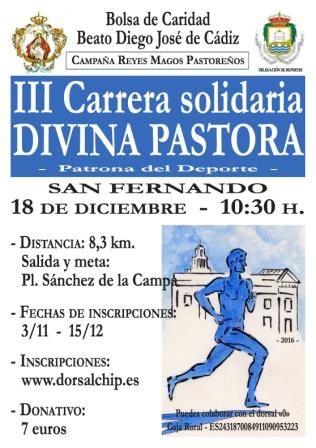 Bolsa de Caridad
Beato Diego José de Cádiz
CAMPAÑA REYES MAGOS PASTOREÑOS
DELEGACIÓN DE DEPORTES
III Carrera solidaria
DIVINA PASTORA
- Patrona del Deporte -
SAN FERNANDO
18 DE DICIEMBRE - 10:30 H.
- DISTANCIA: 8,3 km.
Salida y meta:
Pl. Sánchez de la Campa
- FECHAS DE INSCRIPCIONES:
3/11 - 15/12
- INSCRIPCIONES:
www.dorsalchip.es
- DONATIVO:
7 euros
- 2016 -
Puedes colaborar con el dorsal «0»
Caja Rural - ES2431870084911090953223